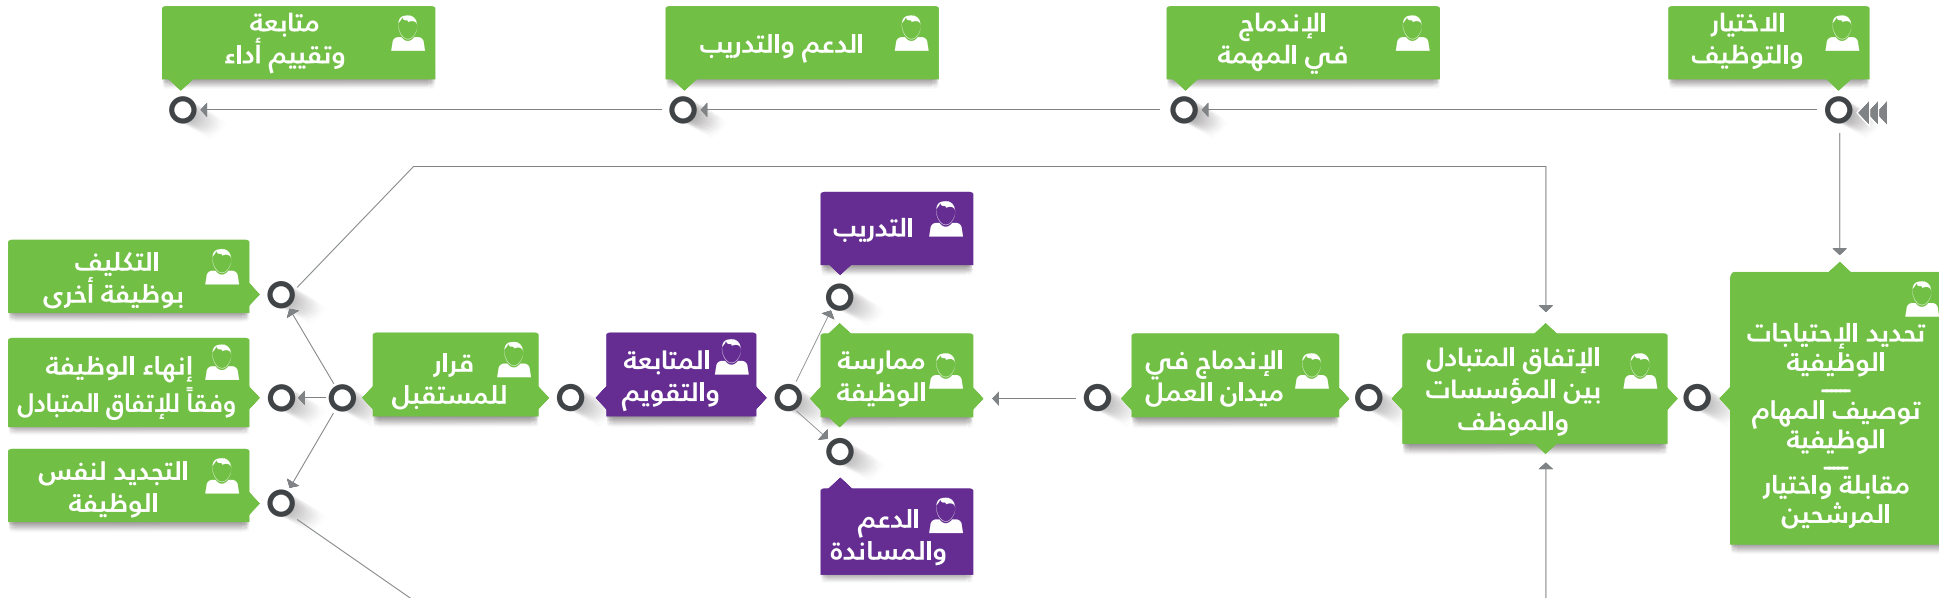 الاختيار
والتوظيف
الإندماج
في المهمة
الدعم والتدريب
متابعة
وتقييم أداء
تحديد الإحتياجات
الوظيفية
توصيف المهام
الوظيفية
مقابلة واختيار
المرشحين
الإتفاق المتبادل
بين المؤسسات
والموظف
الإندماج في
ميدان العمل
التدريب
ممارسة
الوظيفة
الدعم
والمساندة
المتابعة
والتقويم
قرار
للمستقبل
التكليف
بوظيفة أخرى
إنهاء الوظيفة
وفقاً للإتفاق المتبادل
التجديد لنفس
الوظيفة